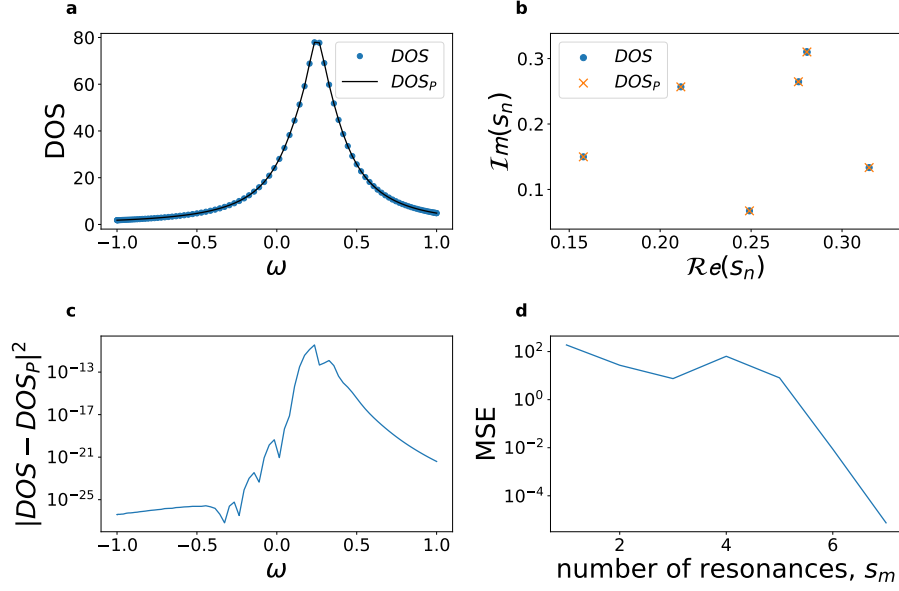 a
80
60
40
20
0
DOS
DOS
DOS_P
−1.0 −0.5 0.0 0.5 1.0
ω
b
0.3
0.2
0.1
ℐm(s_n)
DOS
DOS_P
0.15 0.20 0.25 0.30
ℛe(s_n)
c
10^−13
10^−17
10^−21
10^−25
|DOS − DOS_P|^2
−1.0 −0.5 0.0 0.5 1.0
ω
d
10^2
10^0
10^−2
10^−4
MSE
2 4 6
number of resonances, s_m